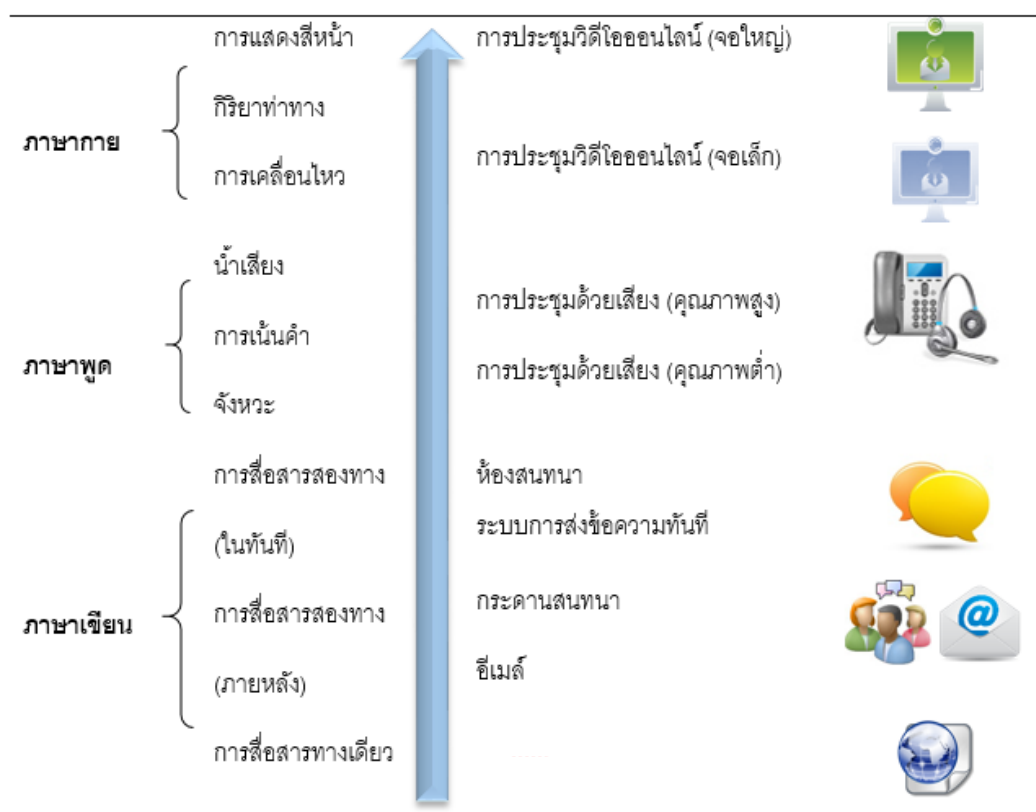 การแสดงสีหน้า
การประชุมวิดีโอออนไลน์ (จอใหญ่)
กิริยาท่าทาง
ภาษากาย
การประชุมวิดีโอออนไลน์ (จอเล็ก)
การเคลื่อนไหว
น้ำเสียง
การประชุมด้วยเสียง (คุณภาพสูง)
การเน้นคำ
ภาษาพูด
การประชุมด้วยเสียง (คุณภาพต่ำ)
จังหวะ
การสื่อสารสองทาง
ห้องสนทนา
ระบบการส่งข้อความทันที
(ในทันที)
กระดานสนทนา
การสื่อสารสองทาง
ภาษาเขียน
อีเมล์
(ภายหลัง)
การสื่อสารทางเดียว
@